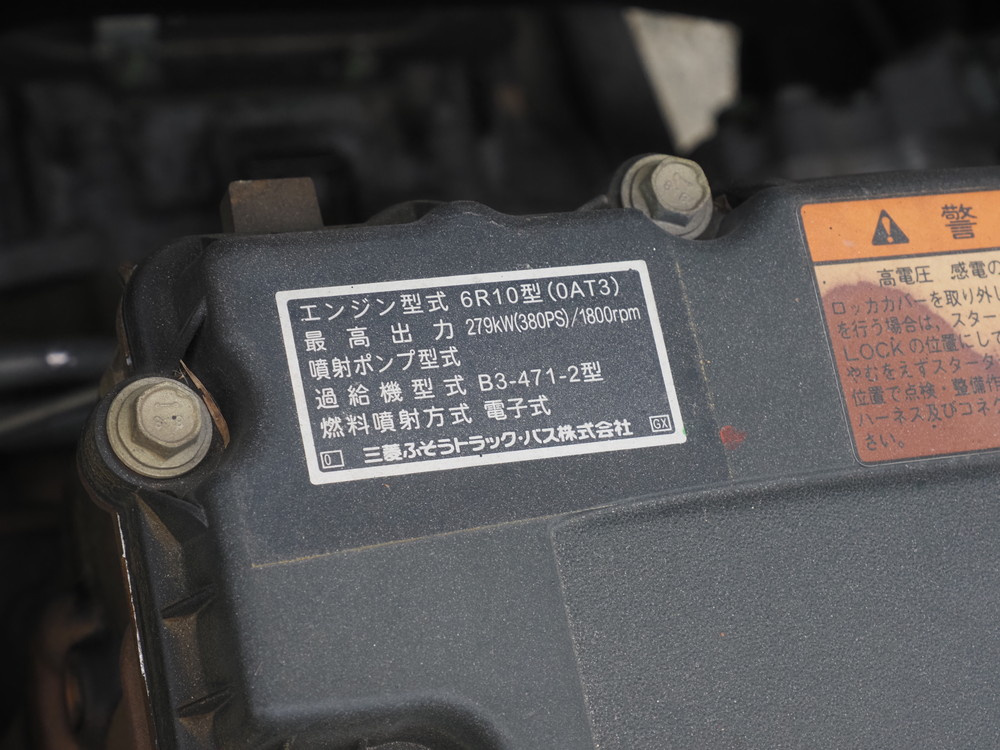 エンジン型式 6R10型(0AT3)
最高出力 279kW(380PS)/1800rpm
噴射ポンプ型式
過給機型式 B3-471-2型
燃料噴射方式 電子式
0 三菱ふそうトラック・バス株式会社 GX
警
高電圧 感電の
ロッカカバーを取り外し
を行う場合は、スター
LOCKの位置にして
やむをえずスタータ
位置で点検・整備作
ハーネス及びコネク
さい。